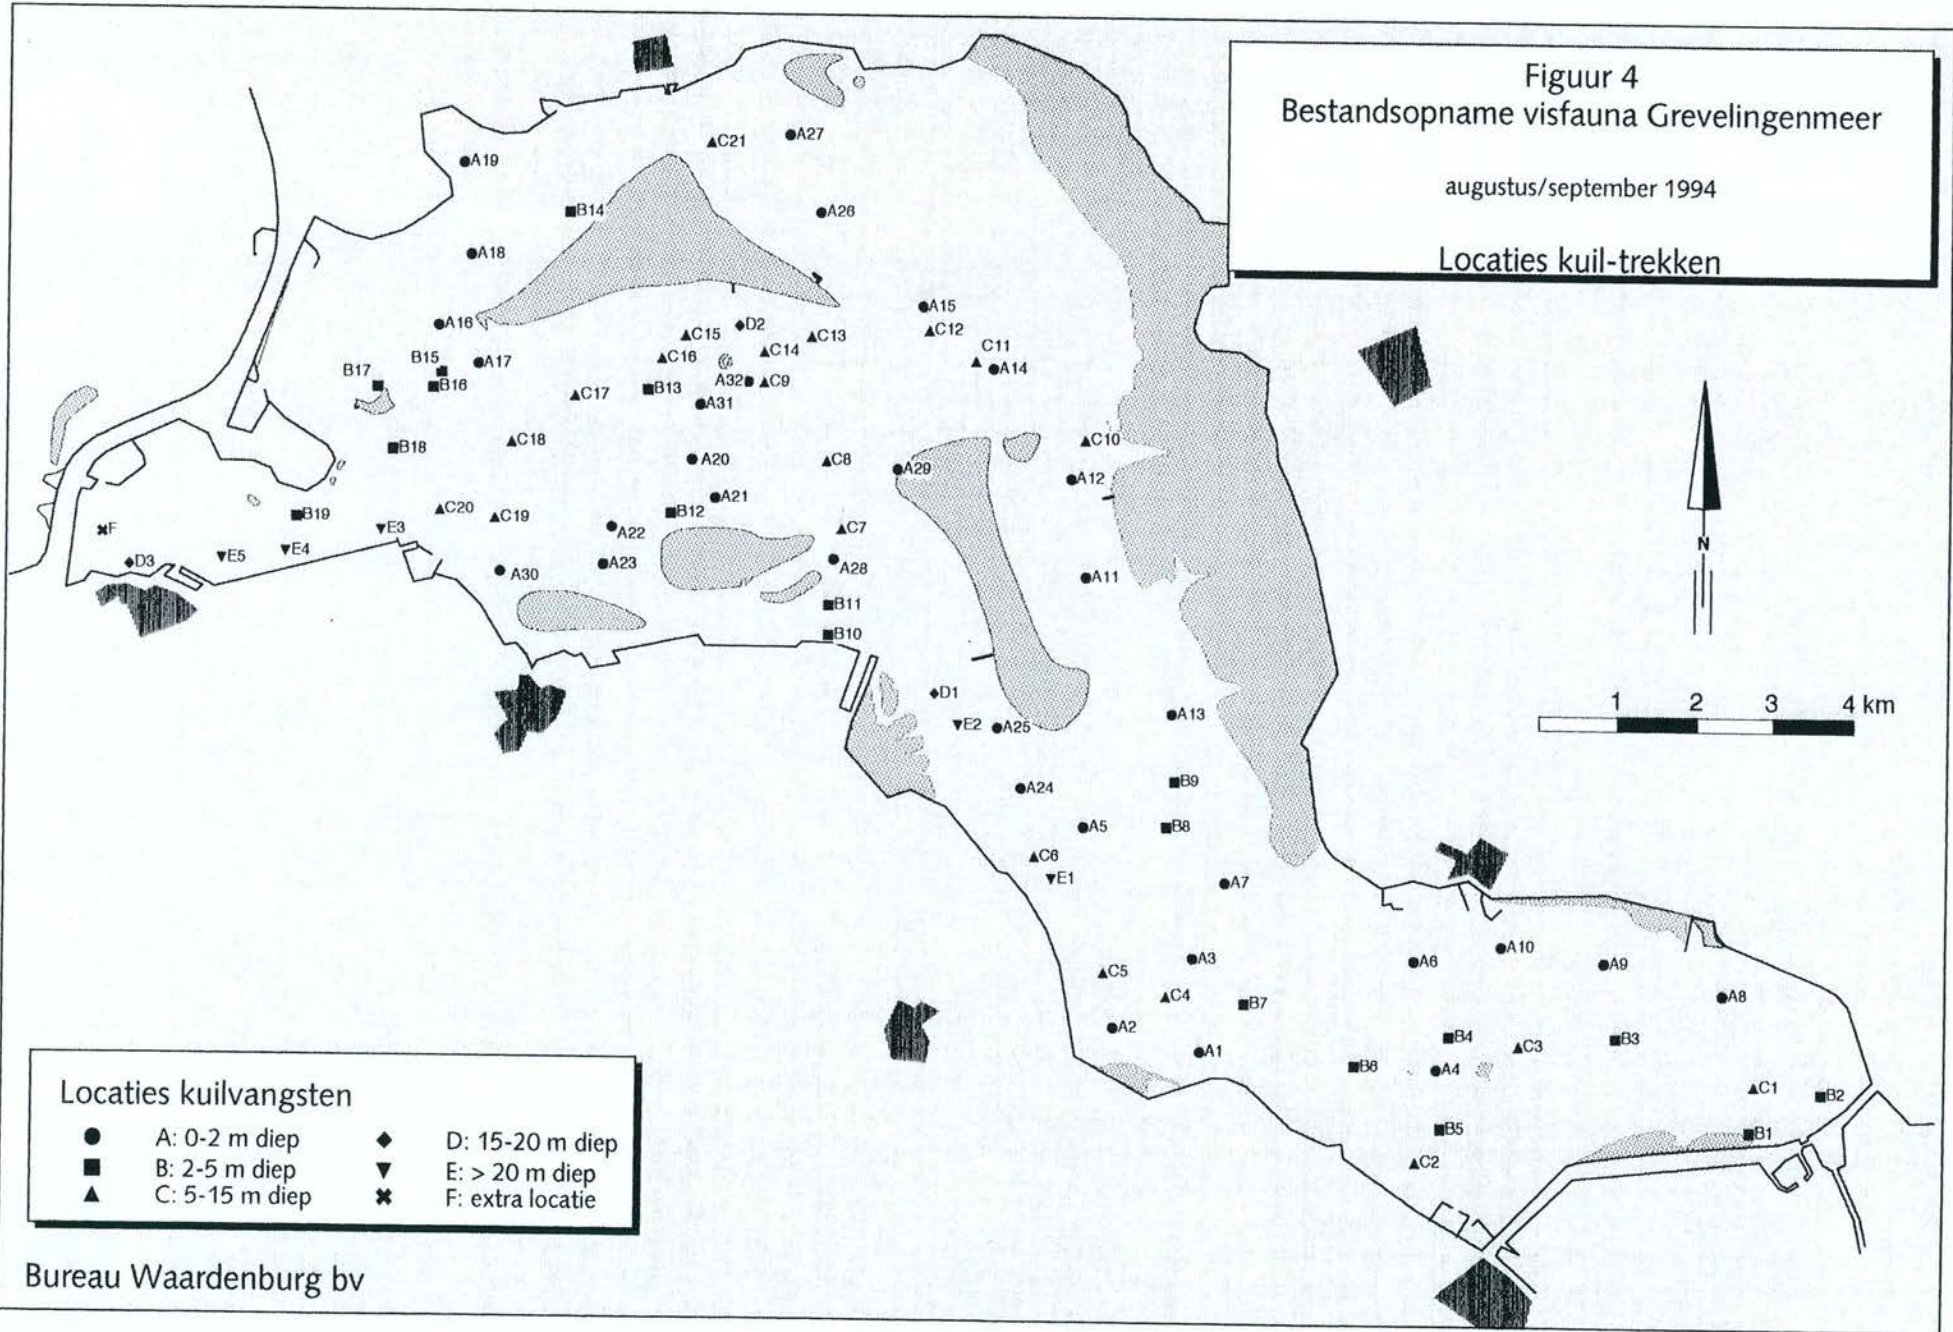 Figuur 4
Bestandsopname visfauna Grevelingenmeer
augustus/september 1994
Locaties kuil-trekken
C21
A27
A19
B14
A26
A18
A15
A16
C15
D2
C13
C12
C16
C14
C11
B15
A17
A14
B17
B16
B13
A32
C9
C17
A31
C18
C10
B18
A20
C8
A29
A12
A21
C20
C19
B12
B19
F
E3
A22
C7
E4
E5
D3
A23
A28
A30
A11
N
B11
B10
D1
E2
A25
A13
1 2 3 4 km
A24
B9
A5
B8
C6
E1
A7
A10
A3
A6
A9
C5
C4
B7
A8
A2
A1
B4
C3
B3
B6
A4
C1
B2
B5
B1
C2
Locaties kuilvangsten
A: 0-2 m diep
D: 15-20 m diep
B: 2-5 m diep
E: > 20 m diep
C: 5-15 m diep
F: extra locatie
Bureau Waardenburg bv